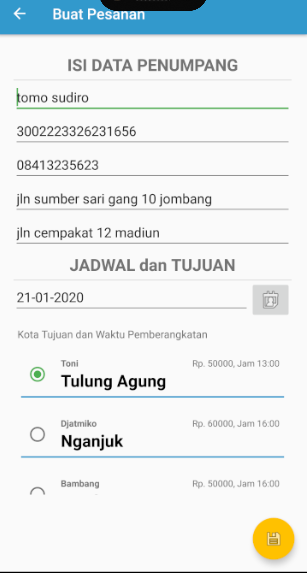 Buat Pesanan
ISI DATA PENUMPANG
tomo sudiro
3002223326231656
08413235623
jln sumber sari gang 10 jombang
jln cempakat 12 madiun
JADWAL dan TUJUAN
21-01-2020
Kota Tujuan dan Waktu Pemberangkatan
Toni Rp. 50000, Jam 13:00
Tulung Agung
Djatmiko Rp. 60000, Jam 16:00
Nganjuk
Bambang Rp. 50000, Jam 16:00